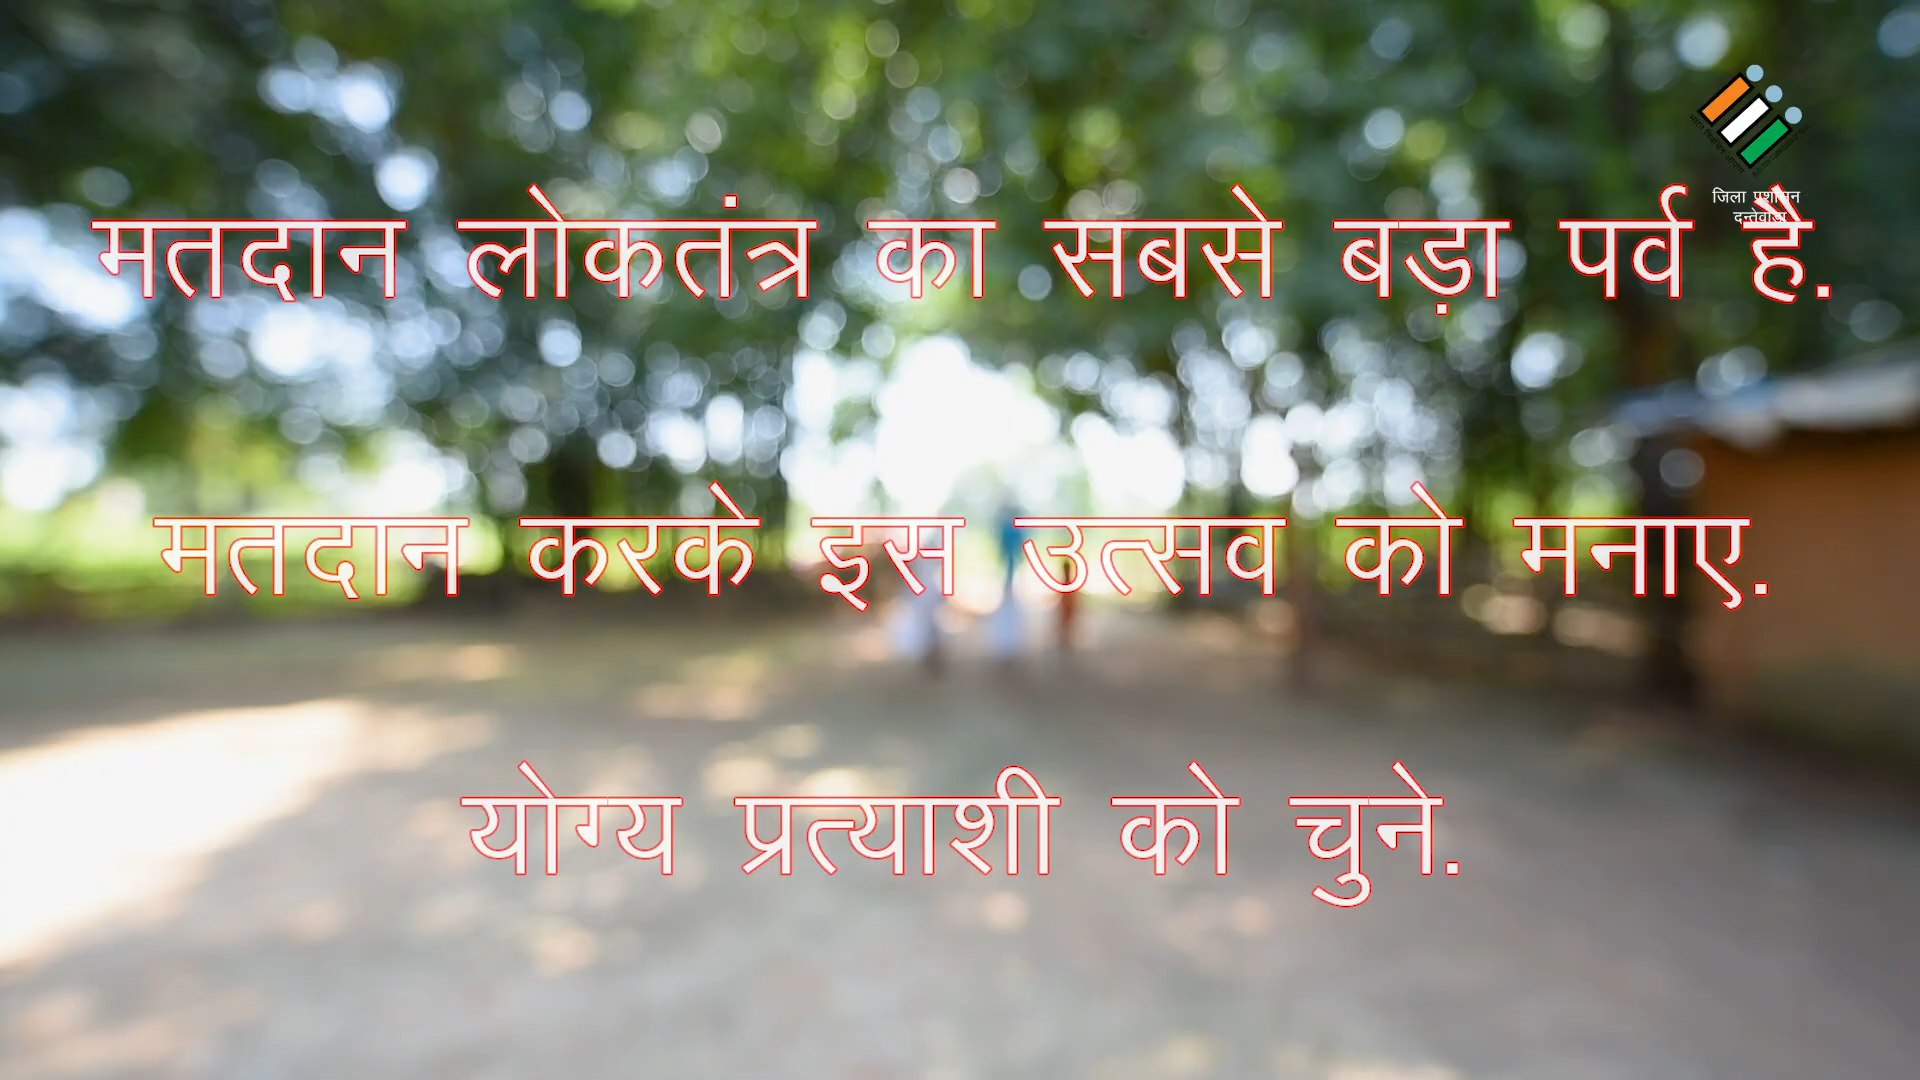 जिला प्रशासन
दन्तेवाड़ा
मतदान लोकतंत्र का सबसे बड़ा पर्व है.
मतदान करके इस उत्सव को मनाए.
योग्य प्रत्याशी को चुने.